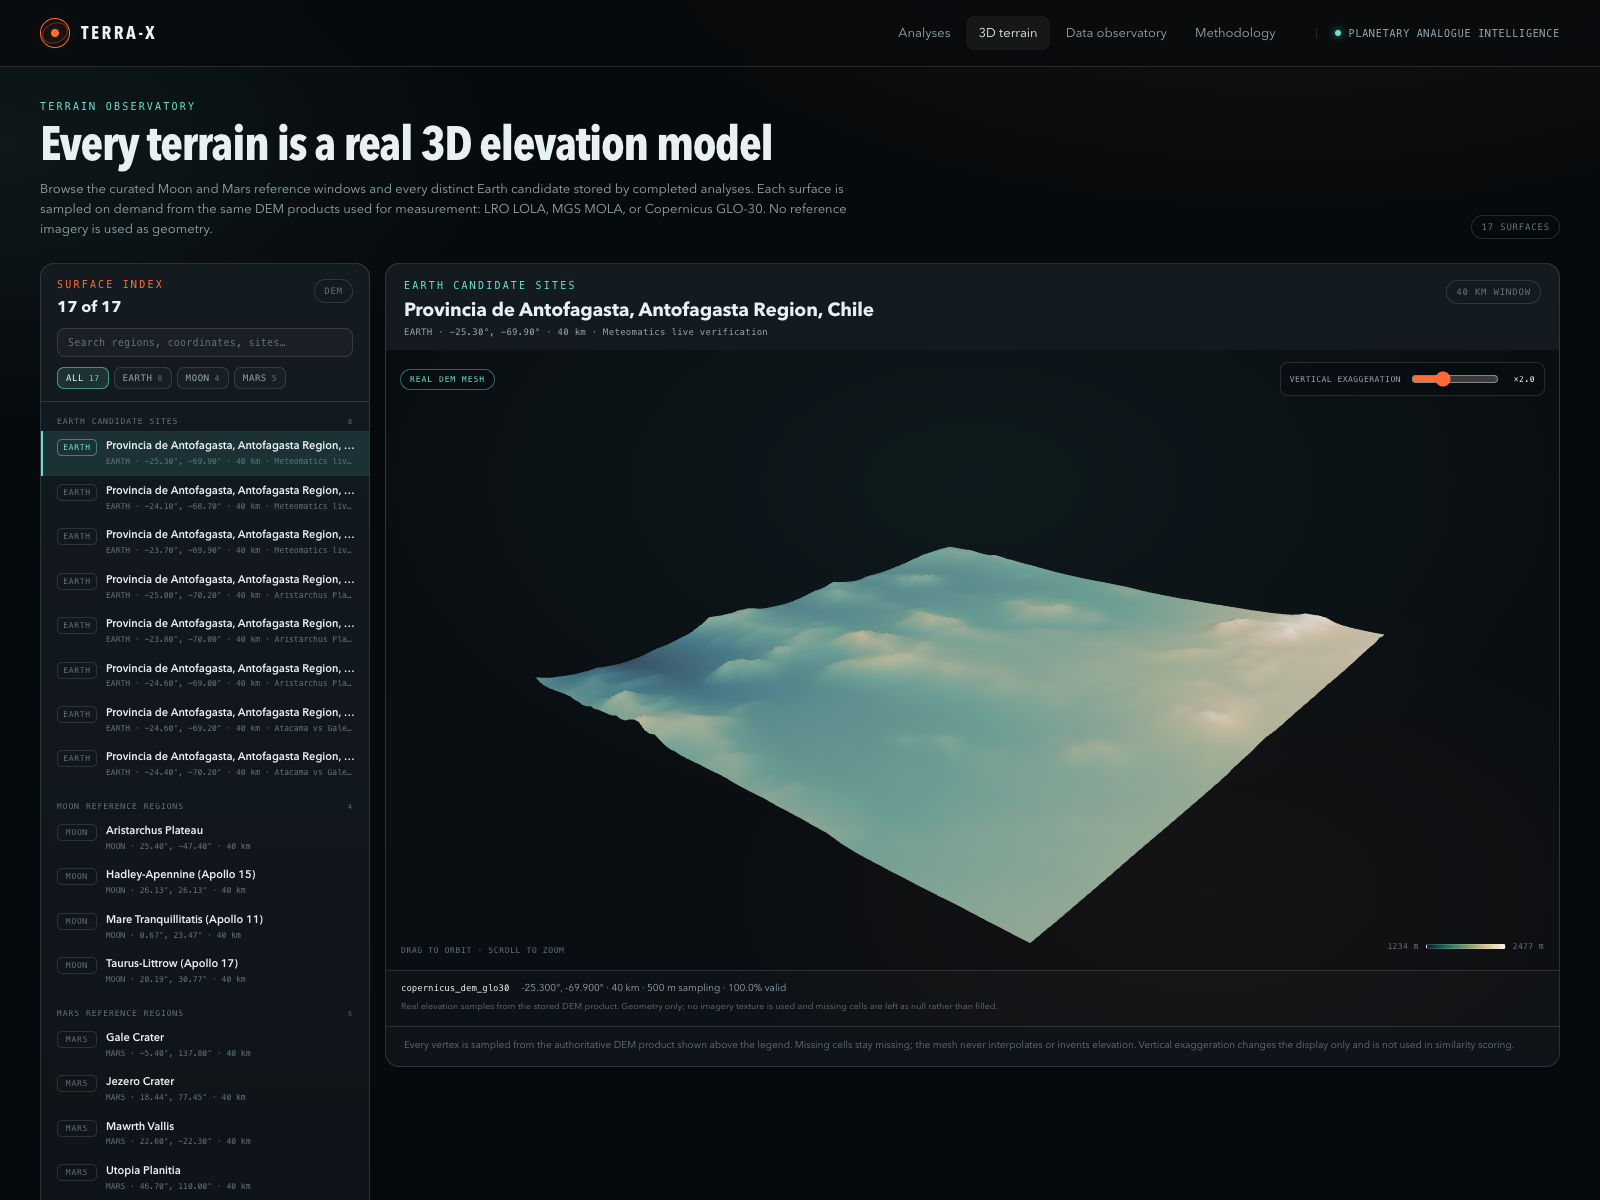 TERRA-X
Analyses
3D terrain
Data observatory
Methodology
PLANETARY ANALOGUE INTELLIGENCE
TERRAIN OBSERVATORY
Every terrain is a real 3D elevation model
Browse the curated Moon and Mars reference windows and every distinct Earth candidate stored by completed analyses. Each surface is
sampled on demand from the same DEM products used for measurement: LRO LOLA, MGS MOLA, or Copernicus GLO-30. No reference
imagery is used as geometry.
17 SURFACES
SURFACE INDEX
17 of 17
DEM
Search regions, coordinates, sites…
ALL 17
EARTH 8
MOON 4
MARS 5
EARTH CANDIDATE SITES 8
EARTH
Provincia de Antofagasta, Antofagasta Region, …
EARTH · −25.30°, −69.90° · 40 km · Meteomatics liv…
EARTH
Provincia de Antofagasta, Antofagasta Region, …
EARTH · −24.10°, −68.70° · 40 km · Meteomatics liv…
EARTH
Provincia de Antofagasta, Antofagasta Region, …
EARTH · −23.70°, −69.90° · 40 km · Meteomatics liv…
EARTH
Provincia de Antofagasta, Antofagasta Region, …
EARTH · −25.00°, −70.20° · 40 km · Aristarchus Pla…
EARTH
Provincia de Antofagasta, Antofagasta Region, …
EARTH · −23.80°, −70.00° · 40 km · Aristarchus Pla…
EARTH
Provincia de Antofagasta, Antofagasta Region, …
EARTH · −24.60°, −69.00° · 40 km · Aristarchus Pla…
EARTH
Provincia de Antofagasta, Antofagasta Region, …
EARTH · −24.60°, −69.20° · 40 km · Atacama vs Gale…
EARTH
Provincia de Antofagasta, Antofagasta Region, …
EARTH · −24.40°, −70.20° · 40 km · Atacama vs Gale…
MOON REFERENCE REGIONS 4
MOON
Aristarchus Plateau
MOON · 25.40°, −47.40° · 40 km
MOON
Hadley-Apennine (Apollo 15)
MOON · 26.13°, 26.13° · 40 km
MOON
Mare Tranquillitatis (Apollo 11)
MOON · 0.67°, 23.47° · 40 km
MOON
Taurus-Littrow (Apollo 17)
MOON · 20.19°, 30.77° · 40 km
MARS REFERENCE REGIONS 5
MARS
Gale Crater
MARS · −5.40°, 137.80° · 40 km
MARS
Jezero Crater
MARS · 18.44°, 77.45° · 40 km
MARS
Mawrth Vallis
MARS · 22.60°, −22.30° · 40 km
MARS
Utopia Planitia
MARS · 46.70°, 110.00° · 40 km
EARTH CANDIDATE SITES
Provincia de Antofagasta, Antofagasta Region, Chile
EARTH · −25.30°, −69.90° · 40 km · Meteomatics live verification
40 KM WINDOW
REAL DEM MESH
VERTICAL EXAGGERATION
×2.0
DRAG TO ORBIT · SCROLL TO ZOOM
1234 m
2477 m
copernicus_dem_glo30 -25.300°, -69.900° · 40 km · 500 m sampling · 100.0% valid
Real elevation samples from the stored DEM product. Geometry only; no imagery texture is used and missing cells are left as null rather than filled.
Every vertex is sampled from the authoritative DEM product shown above the legend. Missing cells stay missing; the mesh never interpolates or invents elevation. Vertical exaggeration changes the display only and is not used in similarity scoring.